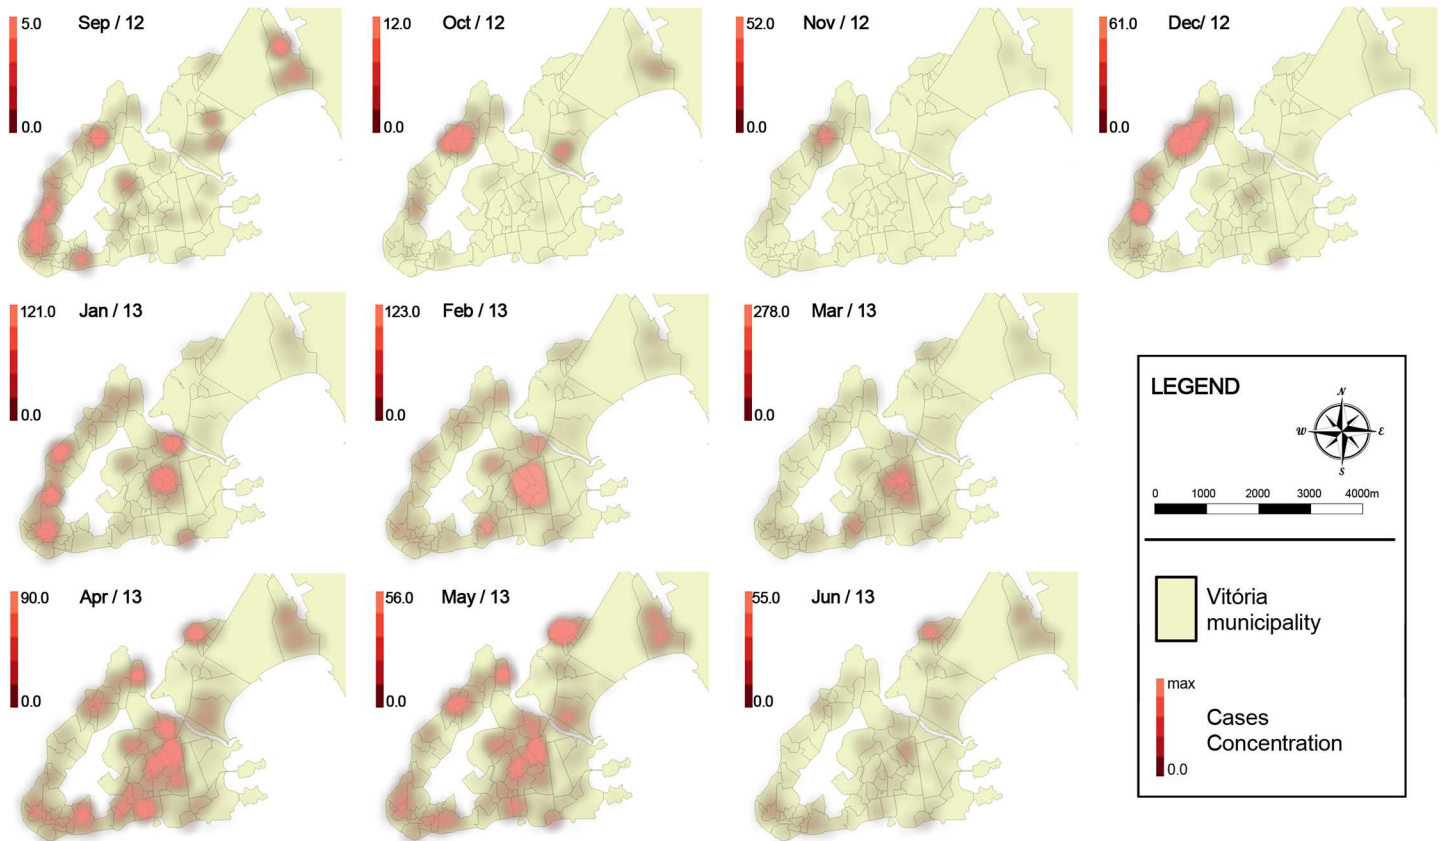 5.0
Sep / 12
0.0
12.0
Oct / 12
0.0
52.0
Nov / 12
0.0
61.0
Dec/ 12
0.0
121.0
Jan / 13
0.0
123.0
Feb / 13
0.0
278.0
Mar / 13
0.0
90.0
Apr / 13
0.0
56.0
May / 13
0.0
55.0
Jun / 13
0.0
LEGEND
N
W
E
S
0 1000 2000 3000 4000m
Vitória
municipality
max
Cases
Concentration
0.0